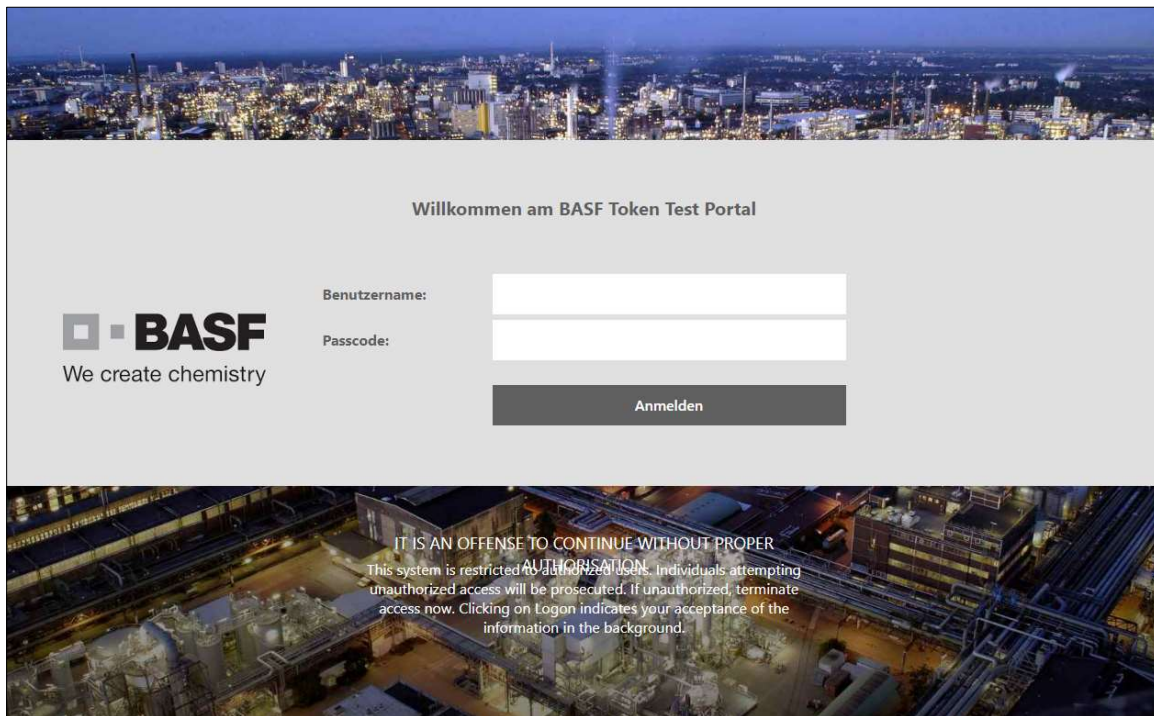 Willkommen am BASF Token Test Portal
Benutzername:
BASF
Passcode:
We create chemistry
Anmelden
IT IS AN OFFENSE TO CONTINUE WITHOUT PROPER
AUTHORISATION
This system is restricted to authorized users. Individuals attempting
unauthorized access will be prosecuted. If unauthorized, terminate
access now. Clicking on Logon indicates your acceptance of the
information in the background.